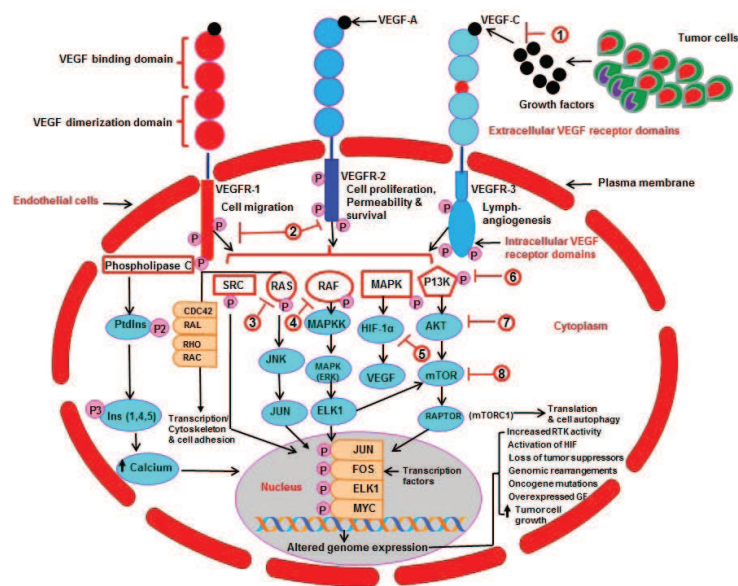 VEGF-A
VEGF-C
1
Tumor cells
VEGF binding domain
Growth factors
VEGF dimerization domain
Extracellular VEGF receptor domains
VEGFR-1
VEGFR-2
VEGFR-3
Plasma membrane
Endothelial cells
Cell migration
Cell proliferation,
Permeability &
survival
Lymph-
angiogenesis
P
P
P
P
P
P
P
P
P
P
2
Intracellular VEGF
receptor domains
Phospholipase C
SRC
RAS
RAF
MAPK
P13K
P
6
P
P
P
P
3
4
CDC42
RAL
RHO
RAC
PtdIns
P2
MAPKK
HIF-1α
AKT
7
Cytoplasm
5
JNK
MAPK
(ERK)
VEGF
mTOR
8
P3
Ins (1,4,5)
Transcription/
Cytoskeleton
& cell adhesion
JUN
ELK1
RAPTOR
(mTORC1)
Translation
& cell autophagy
Calcium
Nucleus
P
JUN
P
FOS
P
ELK1
P
MYC
Transcription
factors
Increased RTK activity
Activation of HIF
Loss of tumor suppressors
Genomic rearrangements
Oncogene mutations
Overexpressed GF
Tumor cell
growth
Altered genome expression